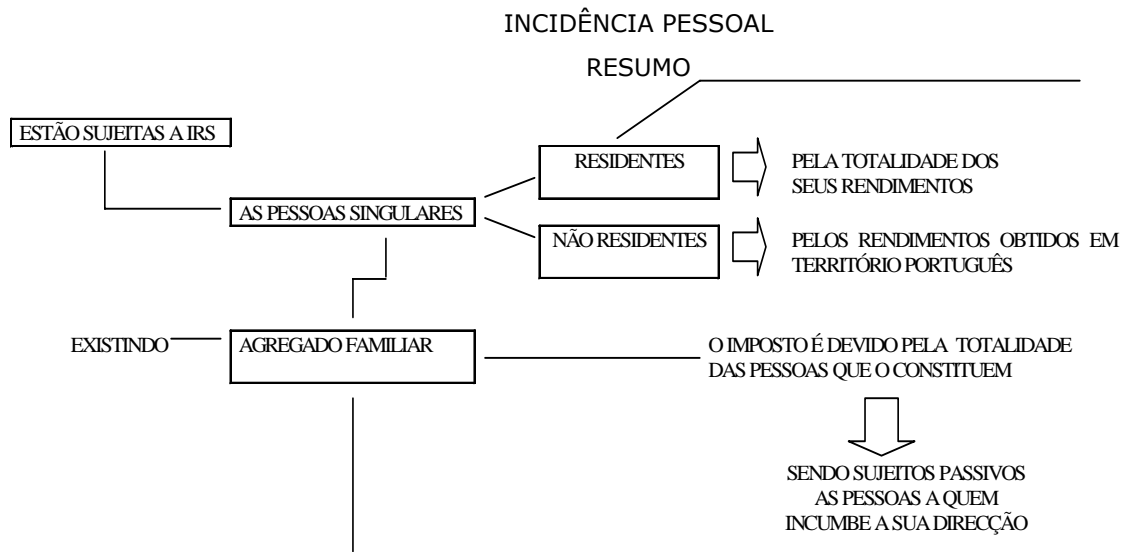 INCIDÊNCIA PESSOAL
RESUMO
ESTÃO SUJEITAS A IRS
AS PESSOAS SINGULARES
RESIDENTES
PELA TOTALIDADE DOS
SEUS RENDIMENTOS
NÃO RESIDENTES
PELOS RENDIMENTOS OBTIDOS EM
TERRITÓRIO PORTUGUÊS
EXISTINDO
AGREGADO FAMILIAR
O IMPOSTO É DEVIDO PELA TOTALIDADE
DAS PESSOAS QUE O CONSTITUEM
SENDO SUJEITOS PASSIVOS
AS PESSOAS A QUEM
INCUMBE A SUA DIRECÇÃO